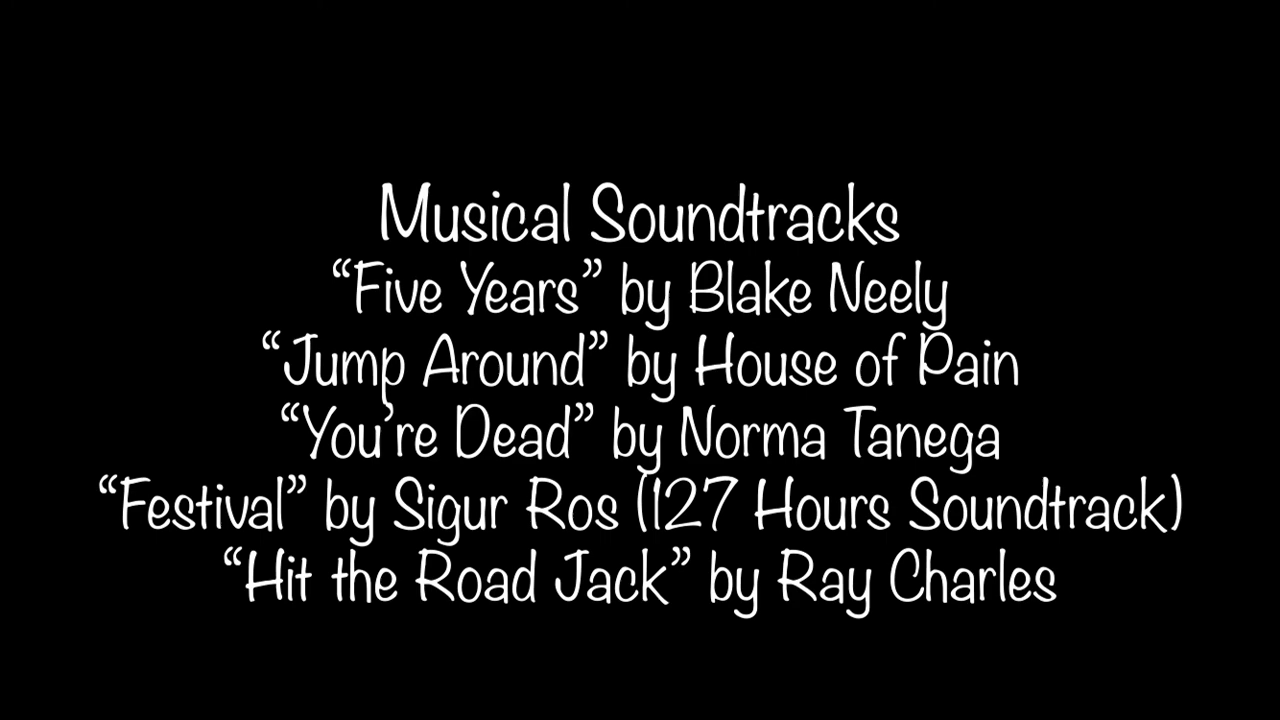 Musical Soundtracks
“Five Years” by Blake Neely
“Jump Around” by House of Pain
“You’re Dead” by Norma Tanega
“Festival” by Sigur Ros (127 Hours Soundtrack)
“Hit the Road Jack” by Ray Charles